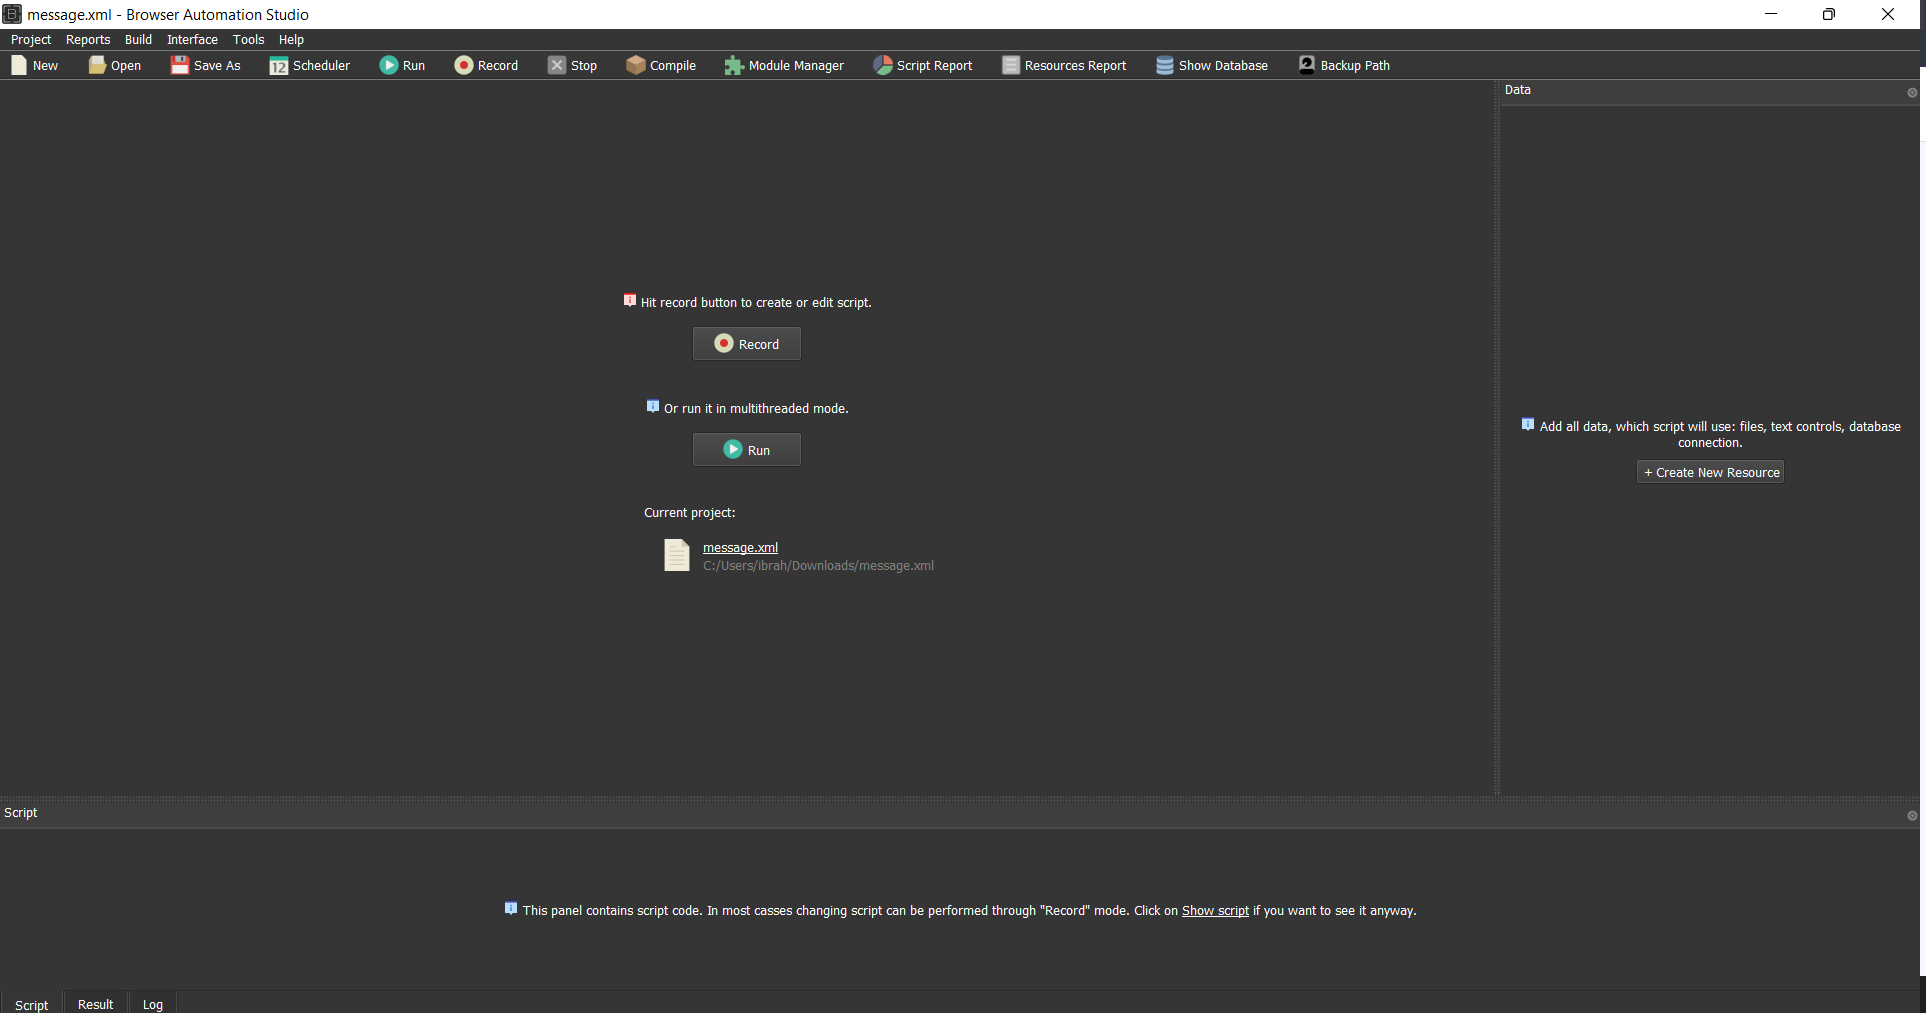 message.xml - Browser Automation Studio
Project Reports Build Interface Tools Help
New Open Save As 12 Scheduler Run Record Stop Compile Module Manager Script Report Resources Report Show Database Backup Path
Data
Hit record button to create or edit script.
Record
Or run it in multithreaded mode.
Run
Current project:
message.xml
C:/Users/ibrah/Downloads/message.xml
Add all data, which script will use: files, text controls, database
connection.
+ Create New Resource
Script
This panel contains script code. In most casses changing script can be performed through "Record" mode. Click on Show script if you want to see it anyway.
Script Result Log